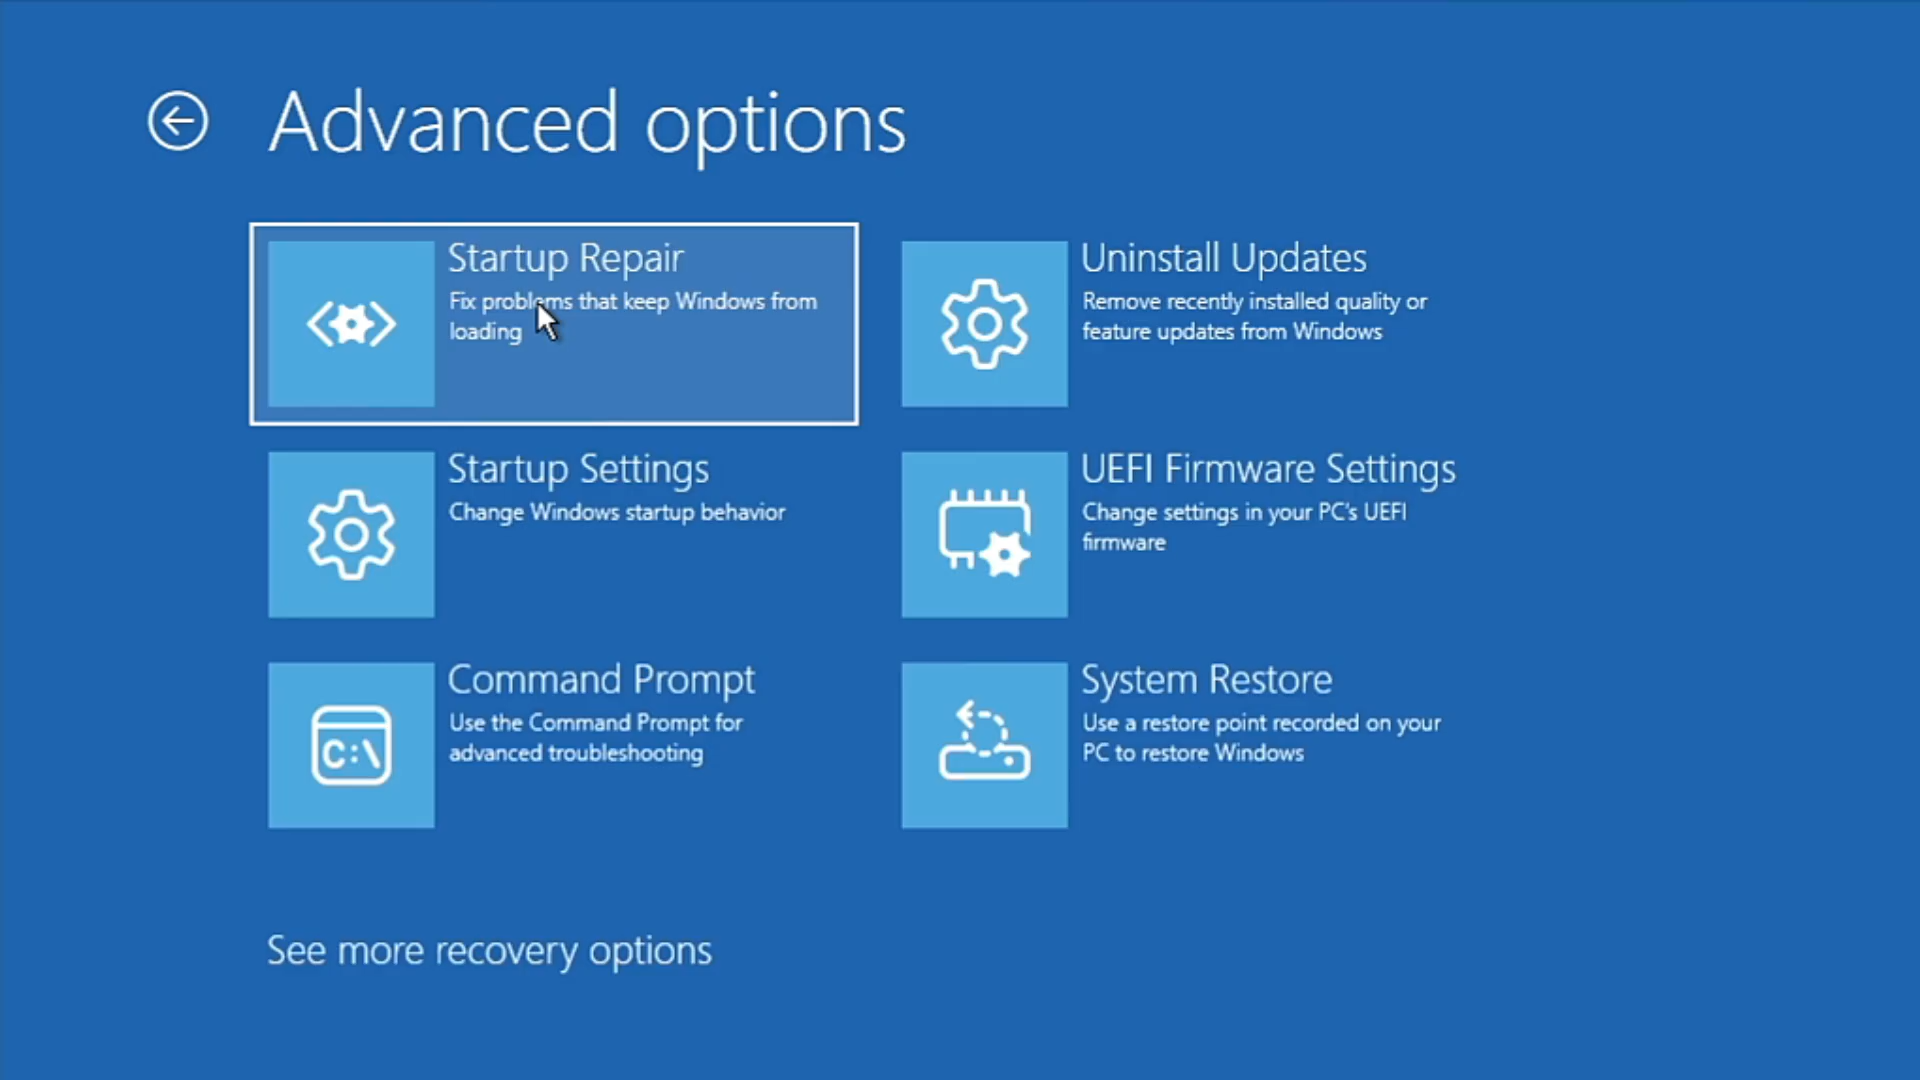 Advanced options
Startup Repair
Fix problems that keep Windows from
loading
Uninstall Updates
Remove recently installed quality or
feature updates from Windows
Startup Settings
Change Windows startup behavior
UEFI Firmware Settings
Change settings in your PC's UEFI
firmware
C:\
Command Prompt
Use the Command Prompt for
advanced troubleshooting
System Restore
Use a restore point recorded on your
PC to restore Windows
See more recovery options